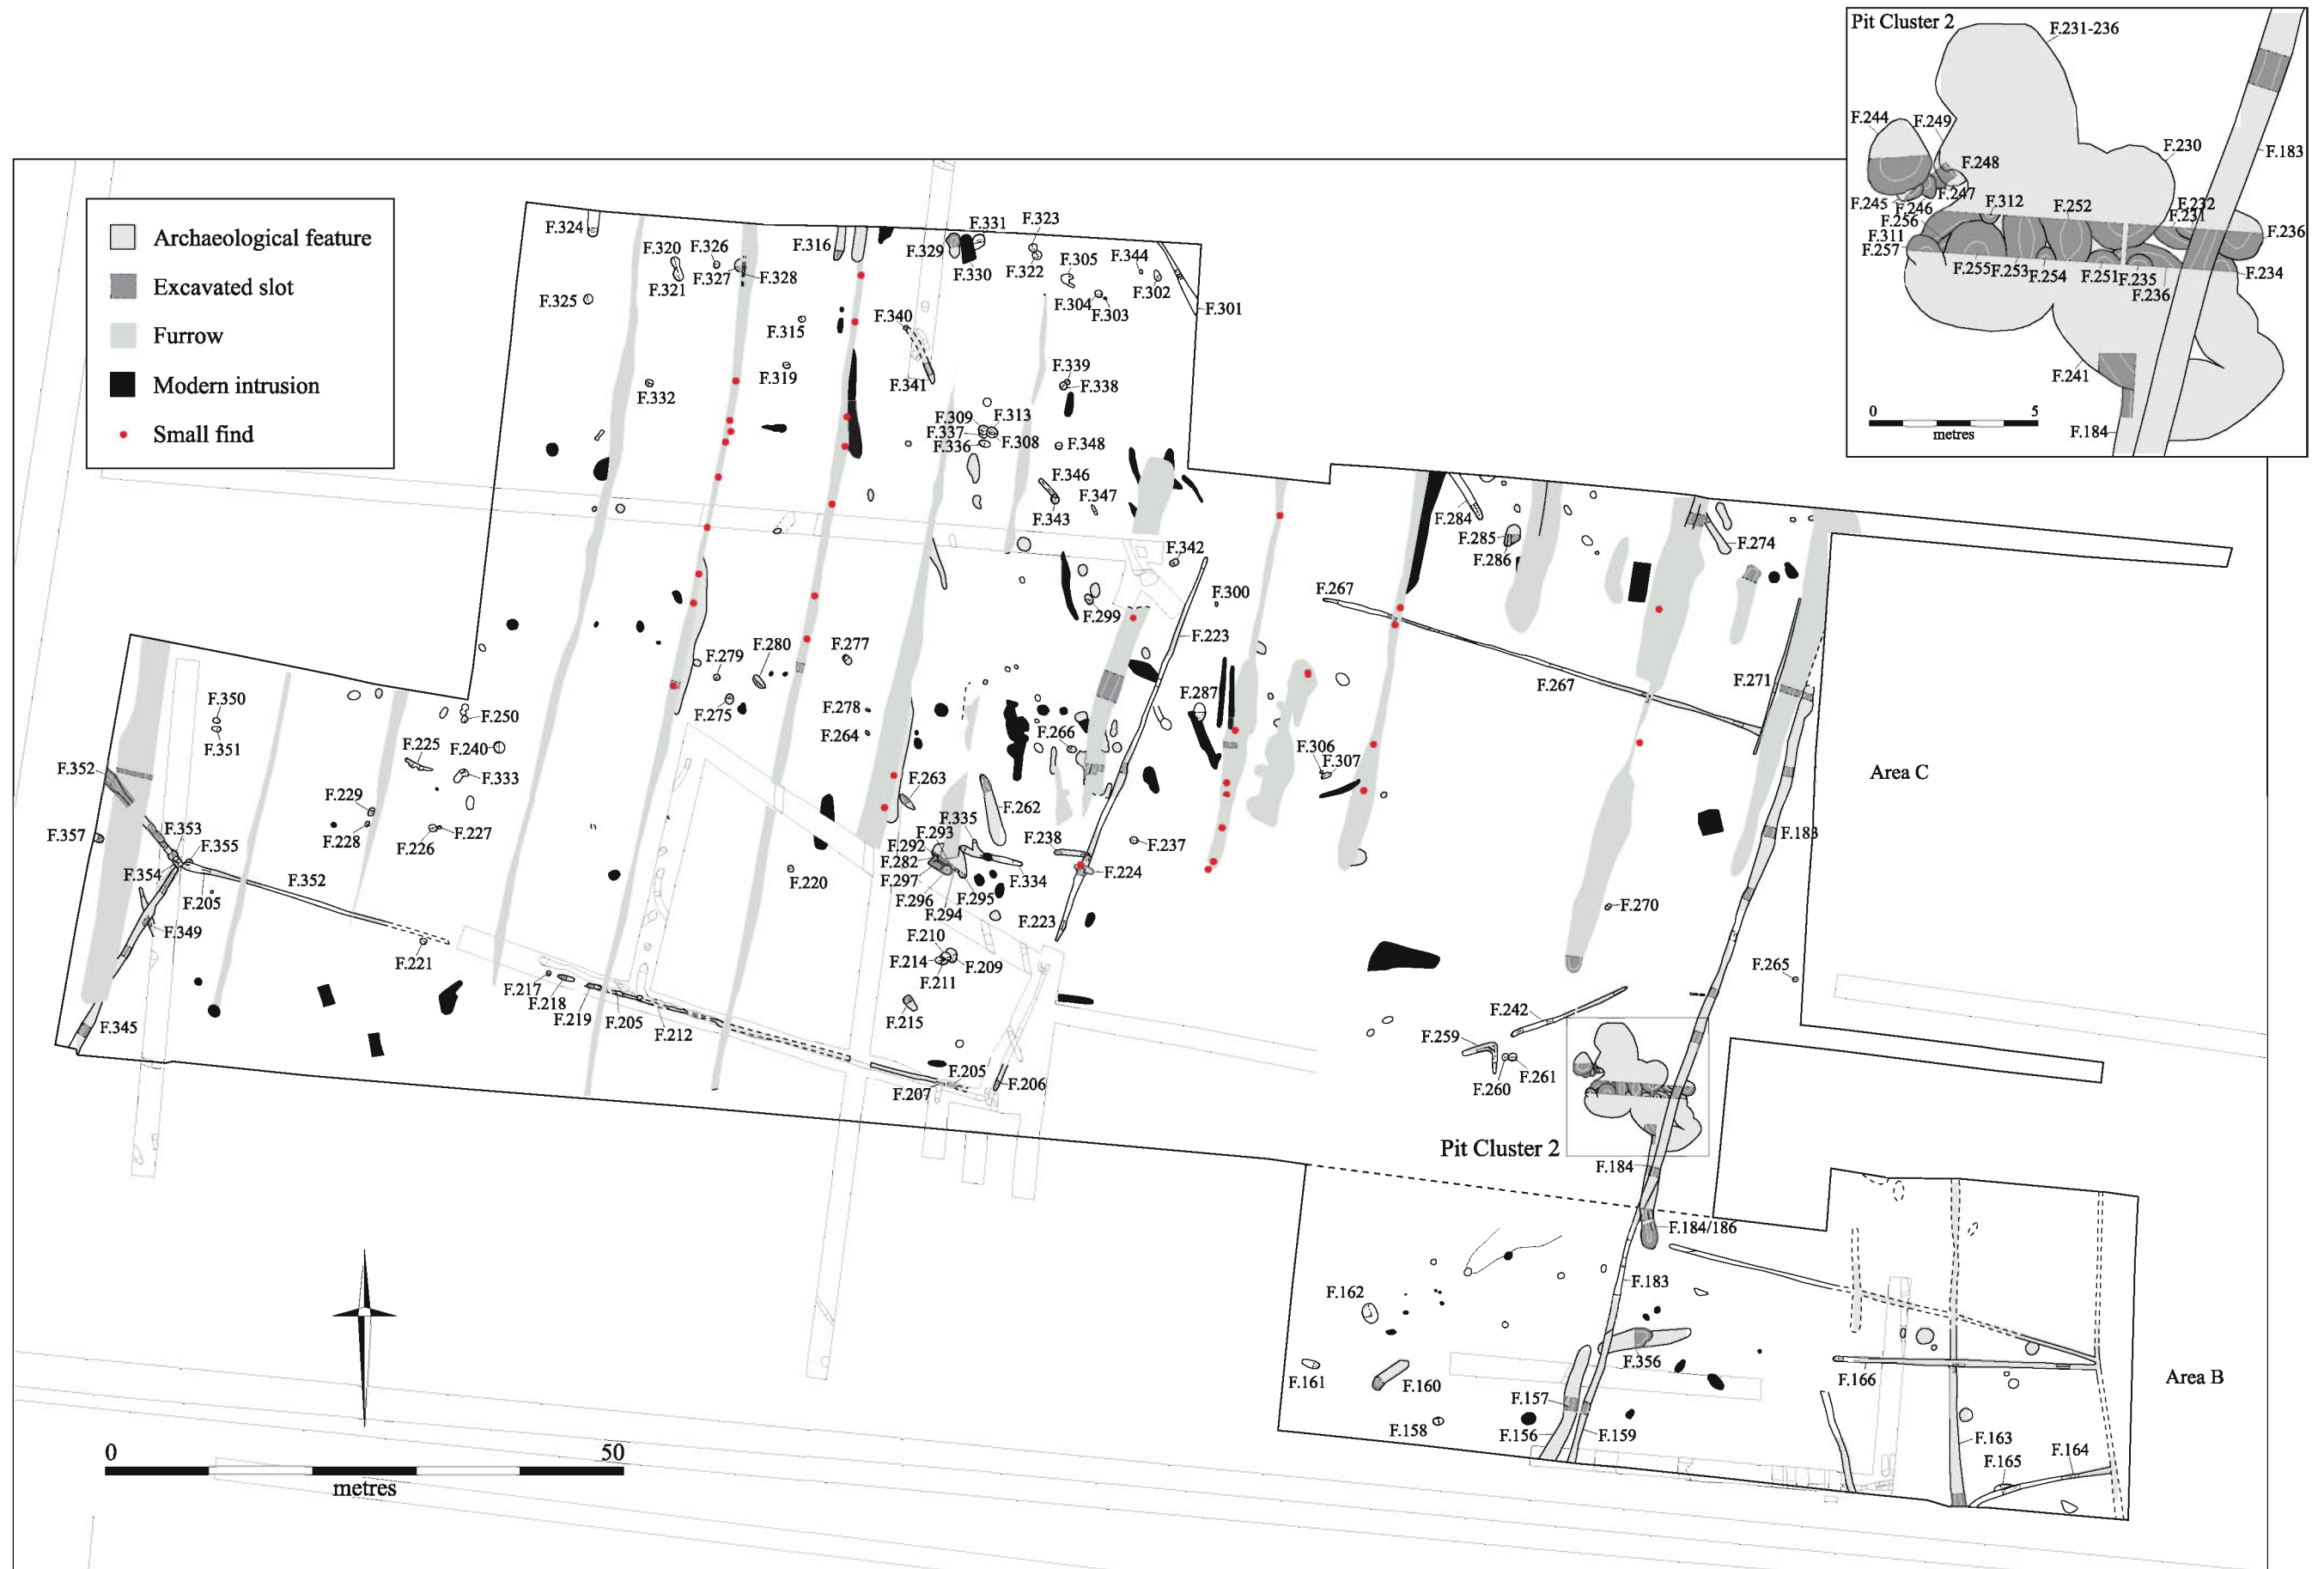 Pit Cluster 2
F.231-236
F.244
F.249
F.230
F.183
F.248
F.247
F.245
F.246
F.312
F.252
F.232
F.231
F.256
F.236
F.311
F.257
F.255
F.253
F.254
F.251
F.235
F.234
F.236
F.241
F.184
0 5
metres
Archaeological feature
Excavated slot
Furrow
Modern intrusion
Small find
F.324
F.320
F.326
F.316
F.329
F.331
F.323
F.321
F.327
F.328
F.330
F.322
F.305
F.344
F.325
F.304
F.303
F.302
F.301
F.315
F.340
F.319
F.341
F.339
F.338
F.332
F.309
F.313
F.337
F.308
F.336
F.348
F.346
F.347
F.343
F.284
F.285
F.286
F.274
F.342
F.299
F.300
F.223
F.267
F.267
F.271
F.279
F.280
F.277
F.275
F.278
F.264
F.266
F.287
F.306
F.307
F.350
F.351
F.250
F.240
F.225
F.333
F.352
F.229
F.228
F.226
F.227
F.357
F.353
F.355
F.354
F.205
F.352
F.349
F.345
F.221
F.263
F.262
F.335
F.293
F.292
F.282
F.297
F.296
F.295
F.294
F.334
F.238
F.237
F.224
F.223
F.220
F.210
F.214
F.209
F.211
F.215
F.217
F.218
F.219
F.205
F.212
F.205
F.207
F.206
Area C
F.183
F.270
F.265
F.242
F.259
F.260
F.261
Pit Cluster 2
F.184
F.184/186
F.183
F.162
F.161
F.160
F.158
F.356
F.157
F.156
F.159
F.166
Area B
F.163
F.164
F.165
0 50
metres